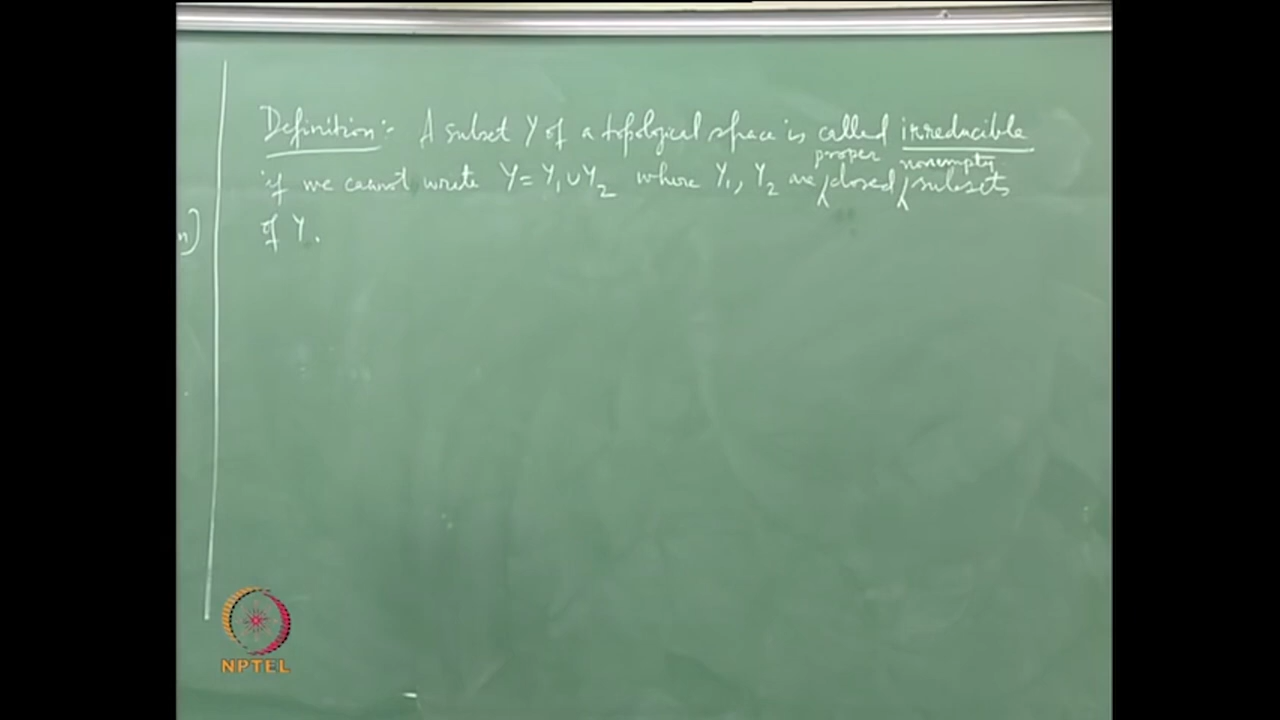 Definition:- A subset Y of a topological space is called irreducible
if we cannot write Y = Y₁ ∪ Y₂ where Y₁, Y₂ are proper closed nonempty subsets
of Y.
n)
NPTEL